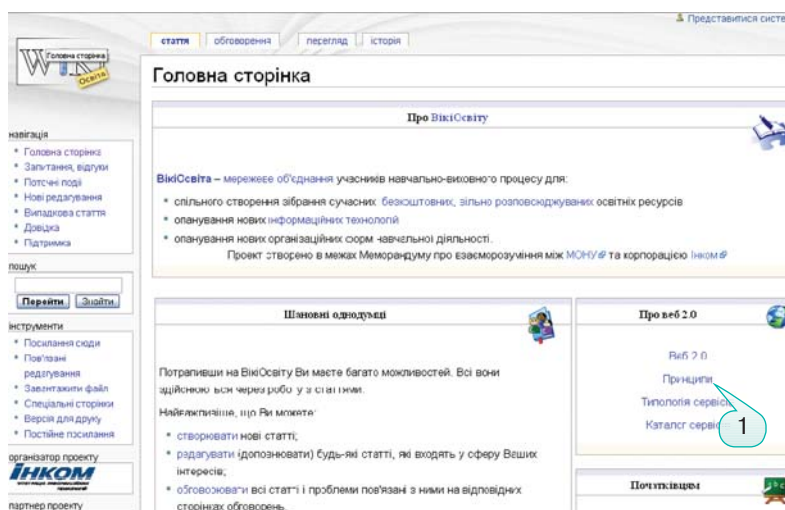 Представитися систе
стаття обговорення перегляд історія
Головна сторінка
Освіта
Головна сторінка
навігація
Головна сторінка
Запитання, відгуки
Поточні події
Нові редагування
Випадкова стаття
Довідка
Підтримка
пошук
Перейти Знайти
інструменти
Посилання сюди
Пов'язані
редагування
Завантажити файл
Спеціальні сторінки
Версія для друку
Постійне посилання
організатор проекту
ІНКОМ
партнер проекту
Про ВікіОсвіту
ВікіОсвіта – мережеве об'єднання учасників навчально-виховного процесу для:
спільного створення зібрання сучасних безкоштовних, вільно розповсюджуваних освітніх ресурсів
опанування нових інформаційних технологій
опанування нових організаційних форм навчальної діяльності.
Проект створено в межах Меморандуму про взаєморозуміння між МОНУ та корпорацією Інком
Шановні однодумці
Потрапивши на ВікіОсвіту Ви маєте багато можливостей. Всі вони
здійснюються через роботу з статтями.
Найважливіше, що Ви можете:
створювати нові статті;
редагувати (доповнювати) будь-які статті, які входять у сферу Ваших
інтересів;
обговорювати всі статті і проблеми пов'язані з ними на відповідних
сторінках обговорень.
Про веб 2.0
Веб 2.0
Принципи
Типологія сервісів
Каталог сервісів
1
Початківцям